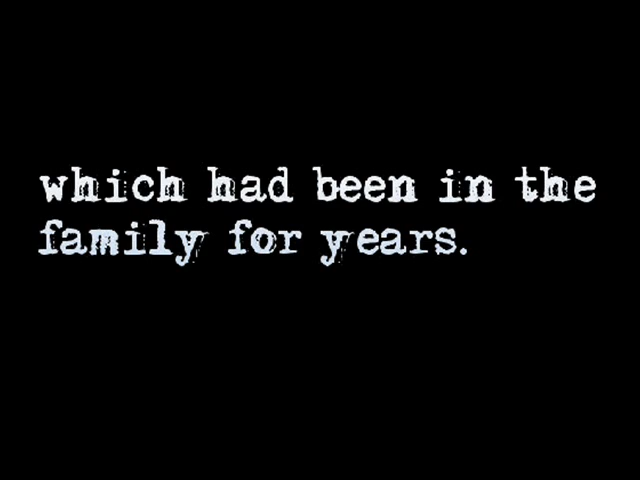 which had been in the
family for years.